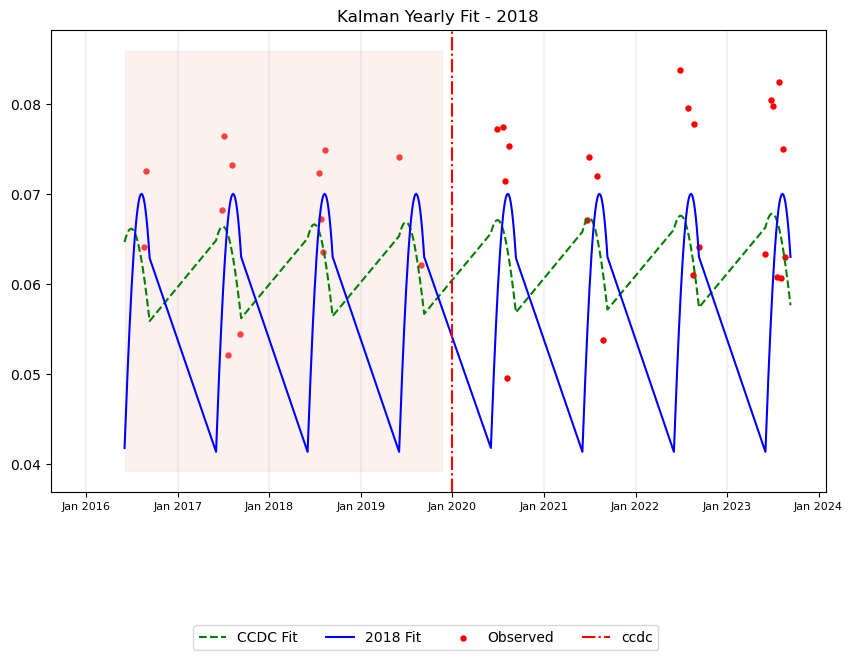 Kalman Yearly Fit - 2018
0.08
0.07
0.06
0.05
0.04
Jan 2016 Jan 2017 Jan 2018 Jan 2019 Jan 2020 Jan 2021 Jan 2022 Jan 2023 Jan 2024
CCDC Fit 2018 Fit Observed ccdc